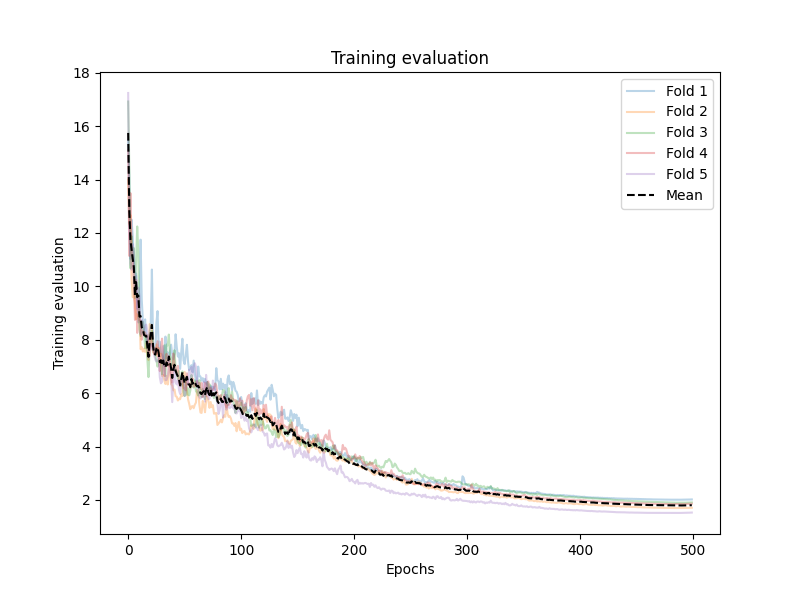 Training evaluation
18
16
14
12
10
8
6
4
2
Training evaluation
0
100
200
300
400
500
Epochs
Fold 1
Fold 2
Fold 3
Fold 4
Fold 5
Mean